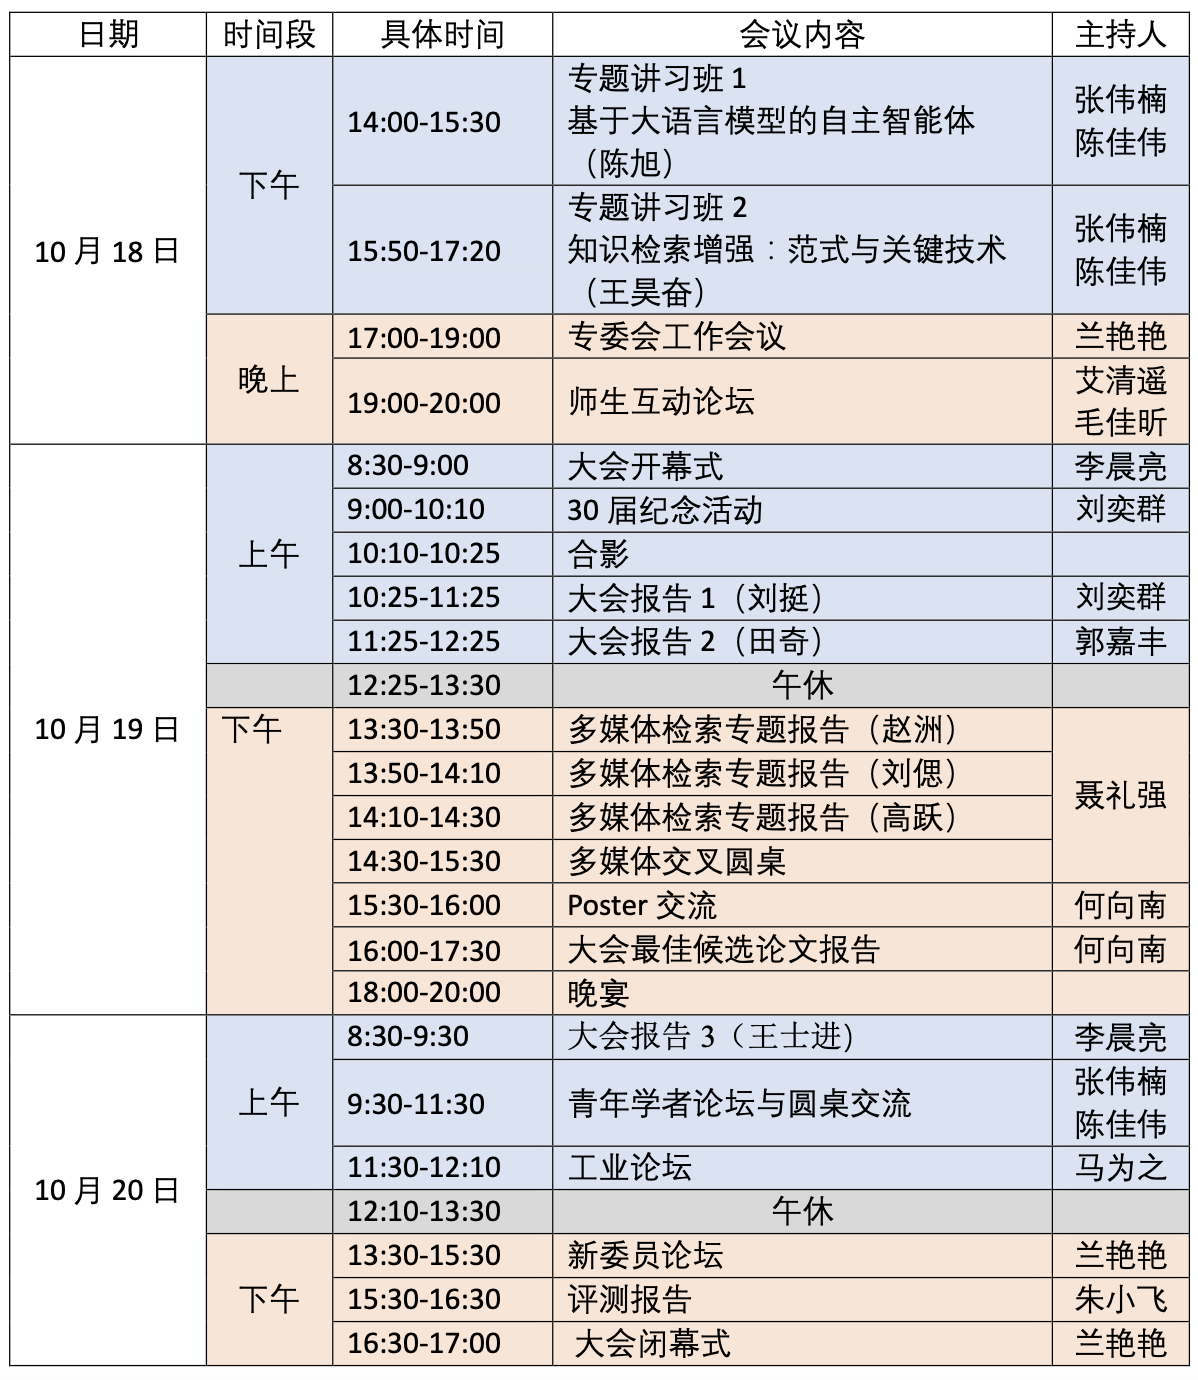 日期 时间段 具体时间 会议内容 主持人
10 月 18 日
下午
14:00-15:30
专题讲习班 1
基于大语言模型的自主智能体
（陈旭）
张伟楠
陈佳伟
15:50-17:20
专题讲习班 2
知识检索增强：范式与关键技术
（王昊奋）
张伟楠
陈佳伟
晚上
17:00-19:00 专委会工作会议 兰艳艳
19:00-20:00 师生互动论坛
艾清遥
毛佳昕
10 月 19 日
上午
8:30-9:00 大会开幕式 李晨亮
9:00-10:10 30 届纪念活动 刘奕群
10:10-10:25 合影
10:25-11:25 大会报告 1（刘挺） 刘奕群
11:25-12:25 大会报告 2（田奇） 郭嘉丰
12:25-13:30 午休
下午
13:30-13:50 多媒体检索专题报告（赵洲）
13:50-14:10 多媒体检索专题报告（刘偲）
14:10-14:30 多媒体检索专题报告（高跃）
14:30-15:30 多媒体交叉圆桌
聂礼强
15:30-16:00 Poster 交流 何向南
16:00-17:30 大会最佳候选论文报告 何向南
18:00-20:00 晚宴
10 月 20 日
上午
8:30-9:30 大会报告 3（王士进) 李晨亮
9:30-11:30 青年学者论坛与圆桌交流
张伟楠
陈佳伟
11:30-12:10 工业论坛 马为之
12:10-13:30 午休
下午
13:30-15:30 新委员论坛 兰艳艳
15:30-16:30 评测报告 朱小飞
16:30-17:00 大会闭幕式 兰艳艳